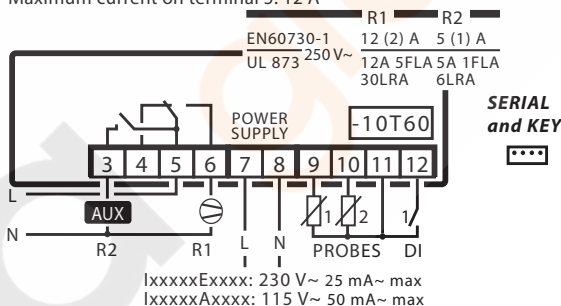 Maximum current on terminal 5: 12 A
R1 R2
EN60730-1 250 V~ 12 (2) A 5 (1) A
UL 873 12A 5FLA 5A 1FLA
30LRA 6LRA
SERIAL
and KEY
POWER
SUPPLY
-10T60
3 4 5 6 7 8 9 10 11 12
L
AUX
1 2 1
N
R2 R1 L N PROBES DI
IxxxxxExxxx: 230 V~ 25 mA~ max
IxxxxxAxxxx: 115 V~ 50 mA~ max